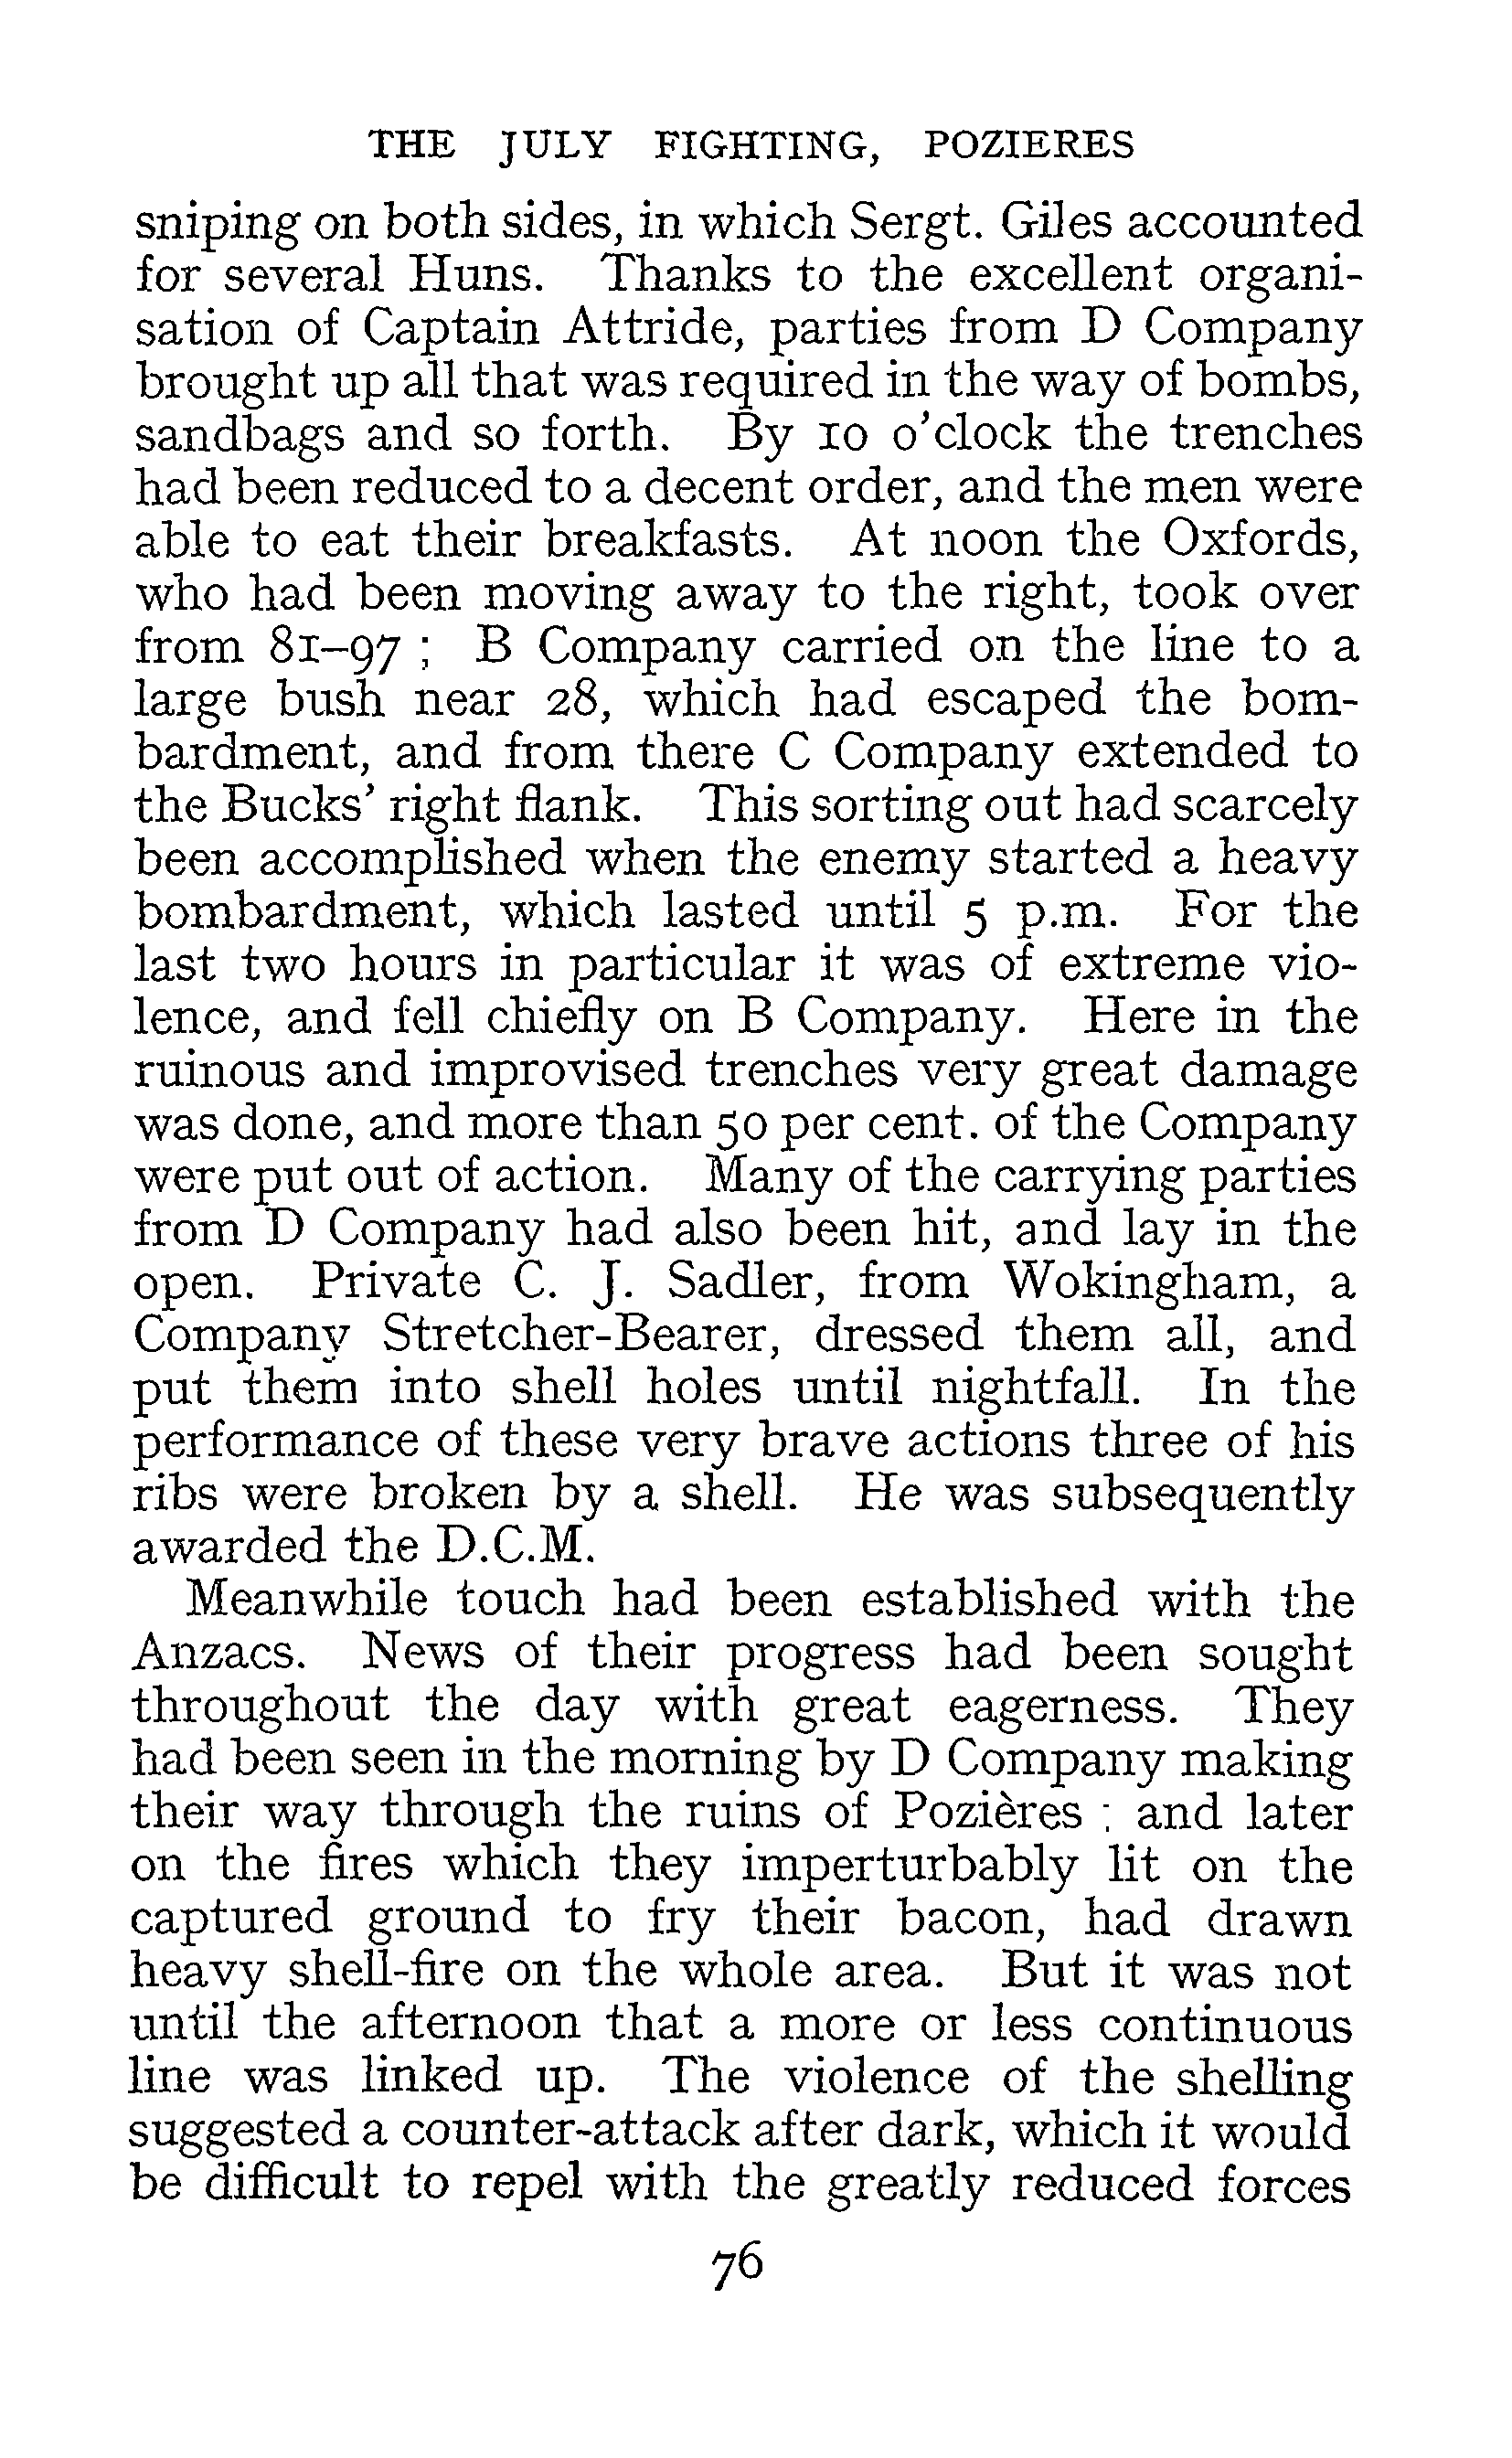 THE JULY FIGHTING, POZIERES
sniping on both sides, in which Sergt. Giles accounted
for several Huns. Thanks to the excellent organi-
sation of Captain Attride, parties from D Company
brought up all that was required in the way of bombs,
sandbags and so forth. By 10 o'clock the trenches
had been reduced to a decent order, and the men were
able to eat their breakfasts. At noon the Oxfords,
who had been moving away to the right, took over
from 81–97 ; B Company carried on the line to a
large bush near 28, which had escaped the bom-
bardment, and from there C Company extended to
the Bucks' right flank. This sorting out had scarcely
been accomplished when the enemy started a heavy
bombardment, which lasted until 5 p.m. For the
last two hours in particular it was of extreme vio-
lence, and fell chiefly on B Company. Here in the
ruinous and improvised trenches very great damage
was done, and more than 50 per cent. of the Company
were put out of action. Many of the carrying parties
from D Company had also been hit, and lay in the
open. Private C. J. Sadler, from Wokingham, a
Company Stretcher-Bearer, dressed them all, and
put them into shell holes until nightfall. In the
performance of these very brave actions three of his
ribs were broken by a shell. He was subsequently
awarded the D.C.M.
Meanwhile touch had been established with the
Anzacs. News of their progress had been sought
throughout the day with great eagerness. They
had been seen in the morning by D Company making
their way through the ruins of Pozières ; and later
on the fires which they imperturbably lit on the
captured ground to fry their bacon, had drawn
heavy shell-fire on the whole area. But it was not
until the afternoon that a more or less continuous
line was linked up. The violence of the shelling
suggested a counter-attack after dark, which it would
be difficult to repel with the greatly reduced forces
76